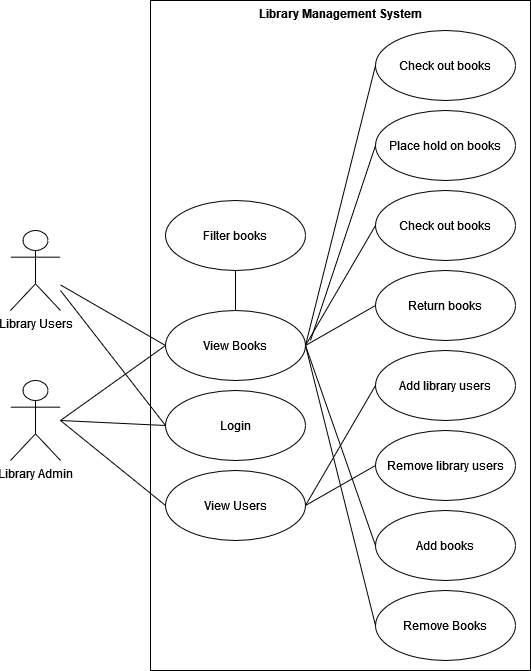 Library Management System
Check out books
Place hold on books
Filter books
Check out books
Library Users
Return books
View Books
Add library users
Login
Library Admin
Remove library users
View Users
Add books
Remove Books